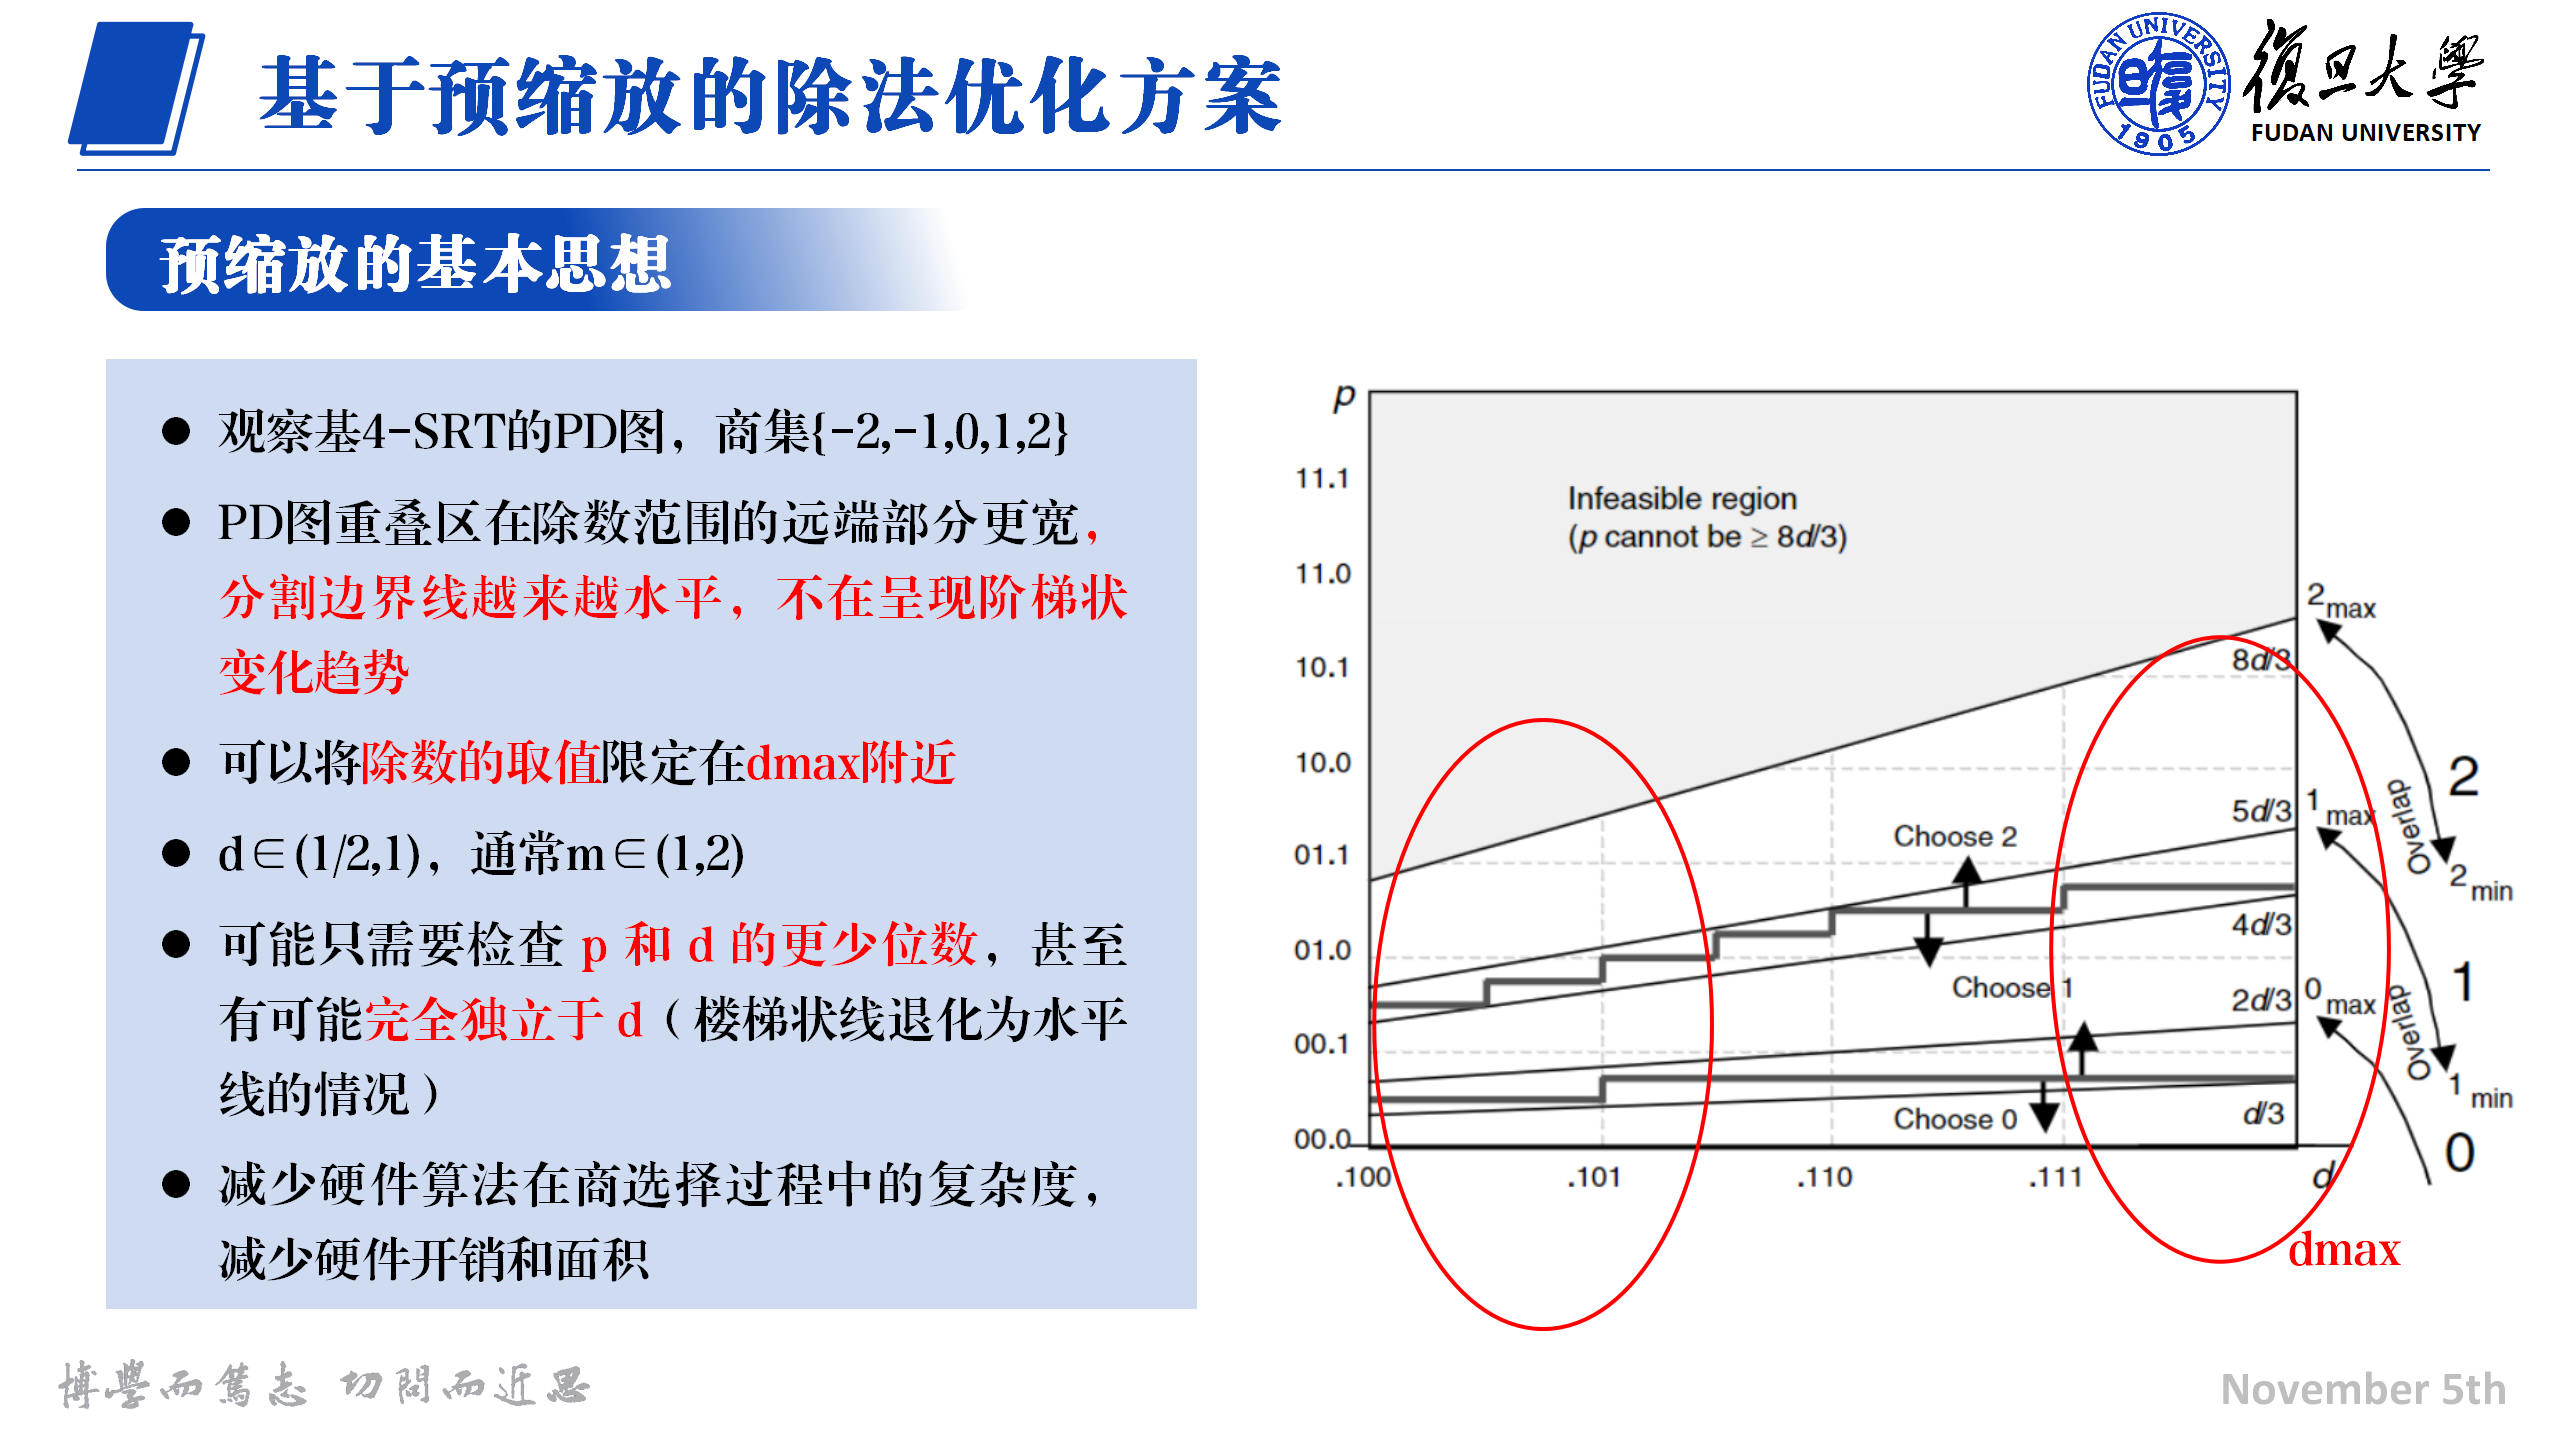 基于预缩放的除法优化方案
FUDAN UNIVERSITY
1905
復旦大學
FUDAN UNIVERSITY
预缩放的基本思想
● 观察基4-SRT的PD图，商集{-2,-1,0,1,2}
● PD图重叠区在除数范围的远端部分更宽，
分割边界线越来越水平，不在呈现阶梯状
变化趋势
● 可以将除数的取值限定在dmax附近
● d∈(1/2,1)，通常m∈(1,2)
● 可能只需要检查 p 和 d 的更少位数，甚至
有可能完全独立于 d（楼梯状线退化为水平
线的情况）
● 减少硬件算法在商选择过程中的复杂度，
减少硬件开销和面积
p
11.1
11.0
10.1
10.0
01.1
01.0
00.1
00.0
Infeasible region
(p cannot be ≥ 8d/3)
Choose 2
Choose 1
Choose 0
8d/3
5d/3
4d/3
2d/3
d/3
2 max
1 max
0 max
Overlap
2
2 min
Overlap
1
1 min
0
.100
.101
.110
.111
d
dmax
博學而篤志 切問而近思
November 5th